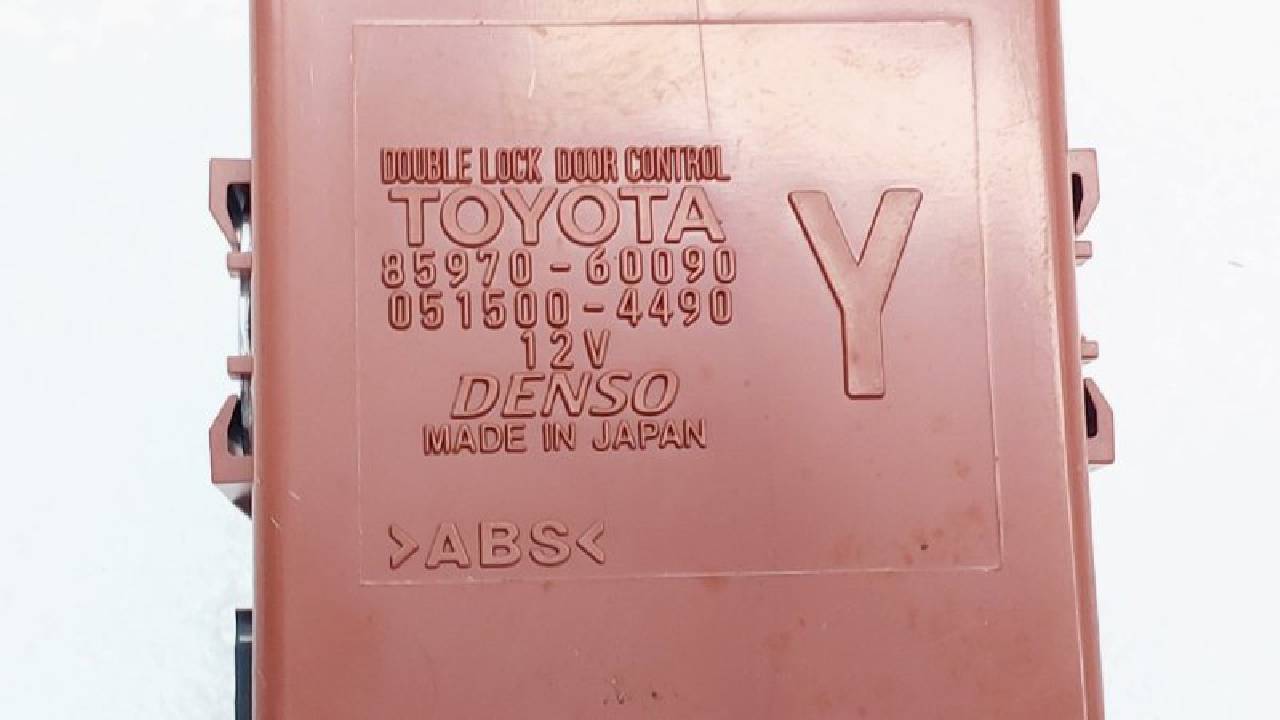 DOUBLE LOCK DOOR CONTROL
TOYOTA
85970-60090
051500-4490
12V
DENSO
MADE IN JAPAN
Y
>ABS<